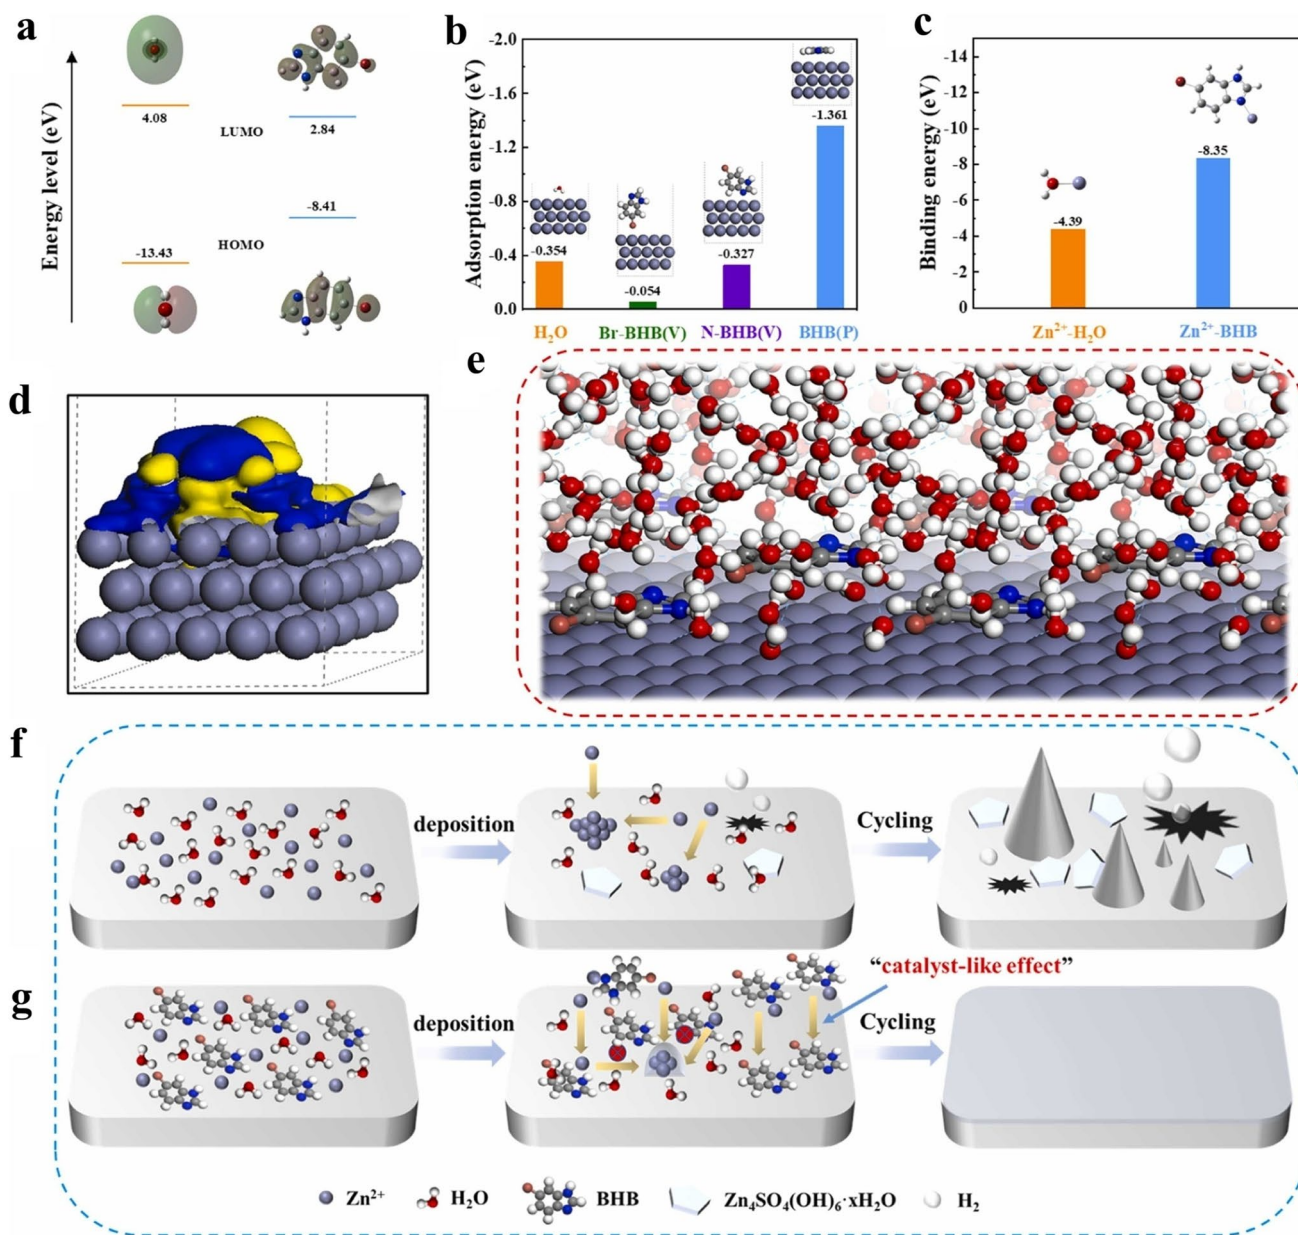 a
Energy level (eV)
4.08
LUMO
2.84
-8.41
HOMO
-13.43
b
Adsorption energy (eV)
-2.0
-1.6
-1.2
-0.8
-0.4
0.0
-0.354
-0.054
-0.327
-1.361
H₂O
Br-BHB(V)
N-BHB(V)
BHB(P)
c
Binding energy (eV)
-14
-12
-10
-8
-6
-4
-2
0
-4.39
-8.35
Zn²⁺-H₂O
Zn²⁺-BHB
d
e
f
deposition
Cycling
g
deposition
“catalyst-like effect”
Cycling
Zn²⁺
H₂O
BHB
Zn₄SO₄(OH)₆·xH₂O
H₂